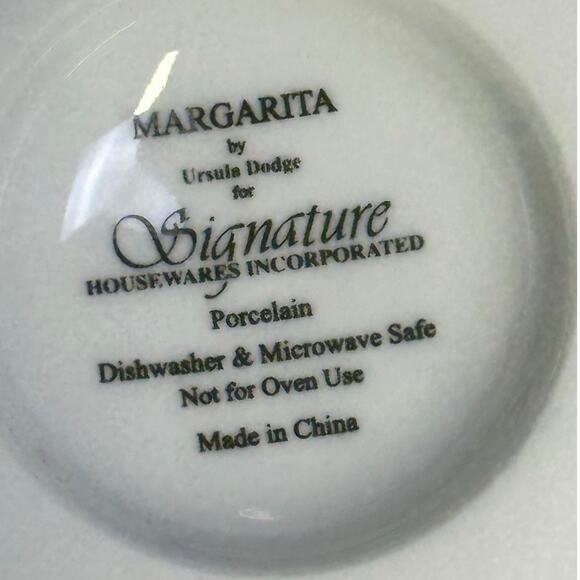 MARGARITA
by
Ursula Dodge
for
Signature
HOUSEWARES INCORPORATED
Porcelain
Dishwasher & Microwave Safe
Not for Oven Use
Made in China